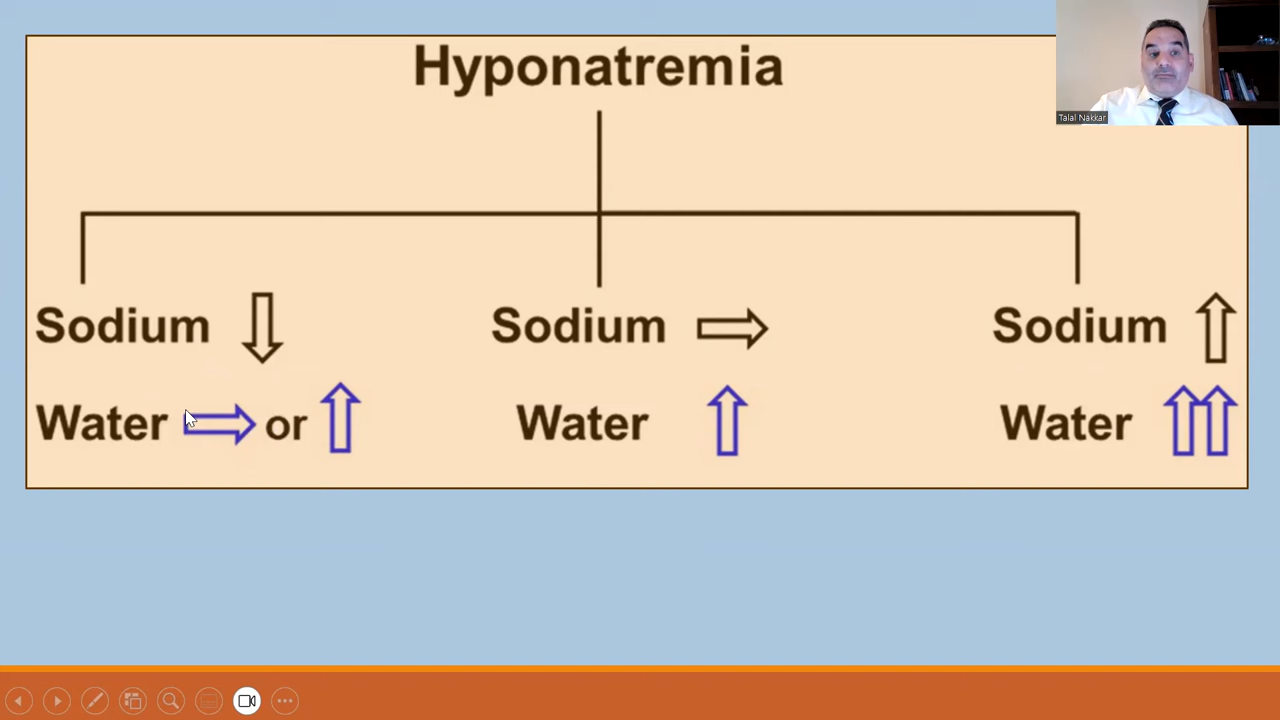 Hyponatremia
Talal Nakkar
Sodium
Sodium
Sodium
Water or
Water
Water